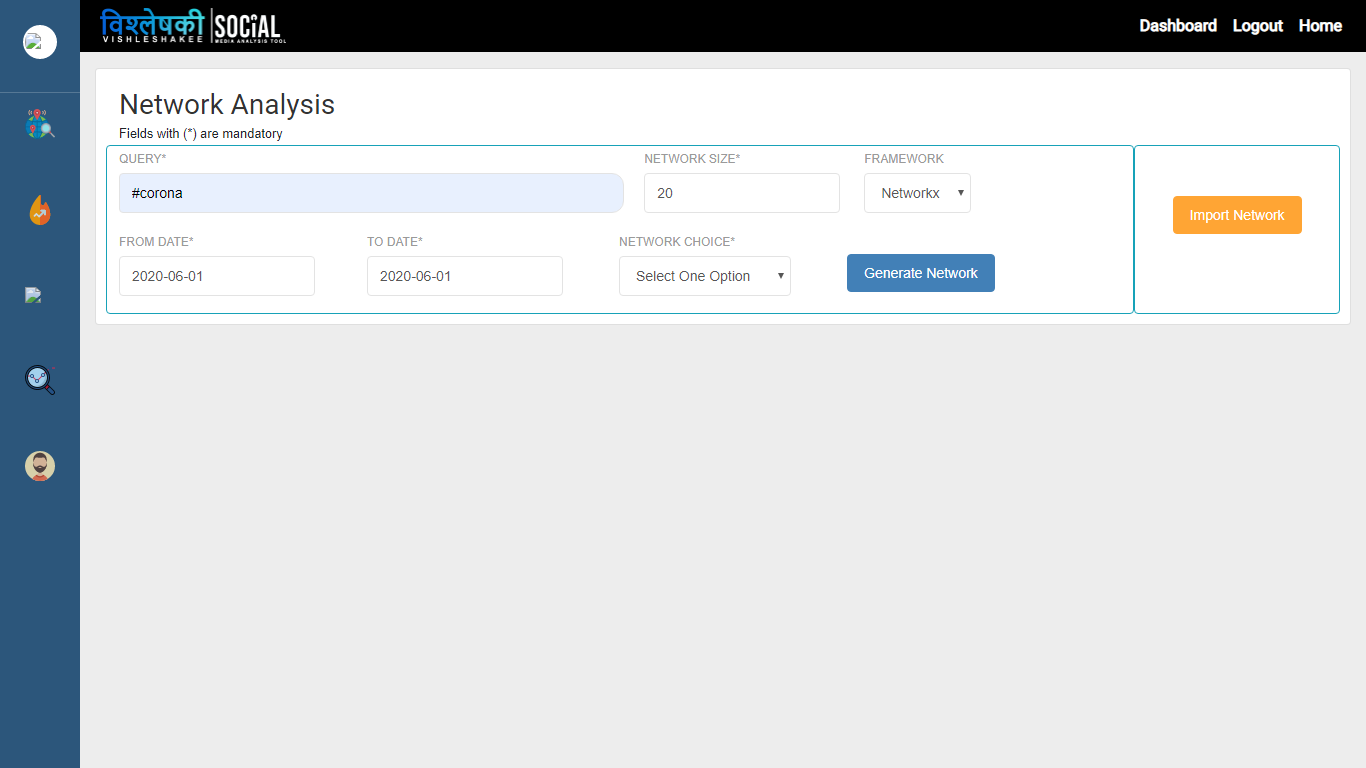 विश्लेषकी SOCIAL
VISHLESHAKEE MEDIA ANALYSIS TOOL
Dashboard Logout Home
Network Analysis
Fields with (*) are mandatory
QUERY* NETWORK SIZE* FRAMEWORK
#corona 20 Networkx
Import Network
FROM DATE* TO DATE* NETWORK CHOICE*
2020-06-01 2020-06-01 Select One Option Generate Network